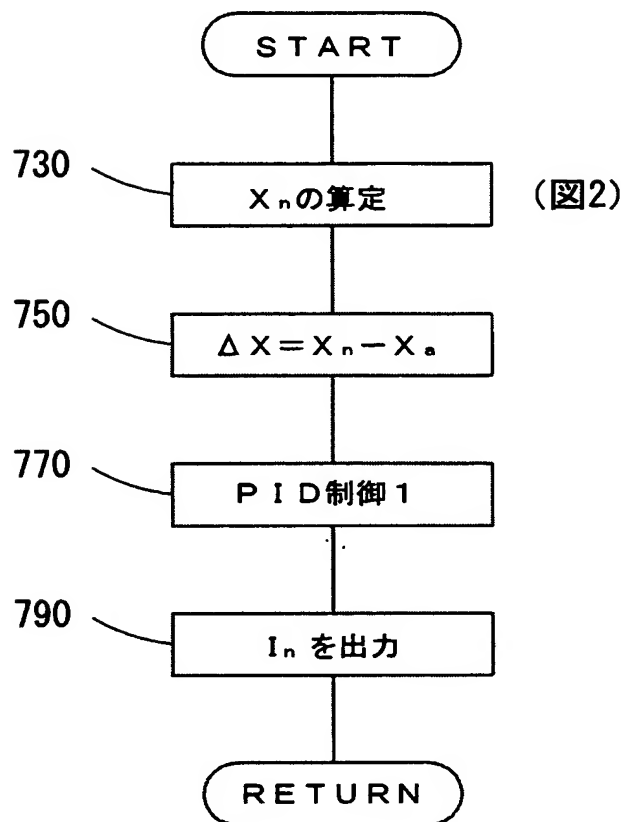 START
730
Xₙの算定
(図2)
750
ΔX=Xₙ-Xₐ
770
PID制御1
790
Iₙを出力
RETURN